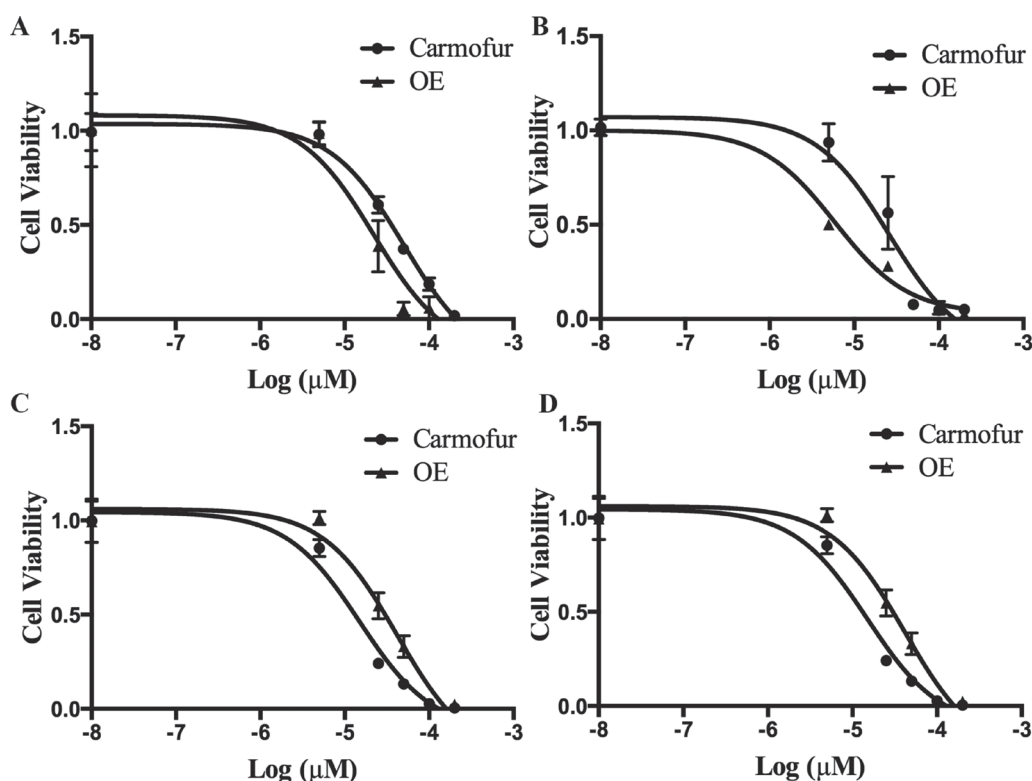 A
Carmofur
OE
Cell Viability
1.5
1.0
0.5
0.0
-8
-7
-6
-5
-4
-3
Log (μM)
B
Carmofur
OE
Cell Viability
1.5
1.0
0.5
0.0
-8
-7
-6
-5
-4
-3
Log (μM)
C
Carmofur
OE
Cell Viability
1.5
1.0
0.5
0.0
-8
-7
-6
-5
-4
-3
Log (μM)
D
Carmofur
OE
Cell Viability
1.5
1.0
0.5
0.0
-8
-7
-6
-5
-4
-3
Log (μM)